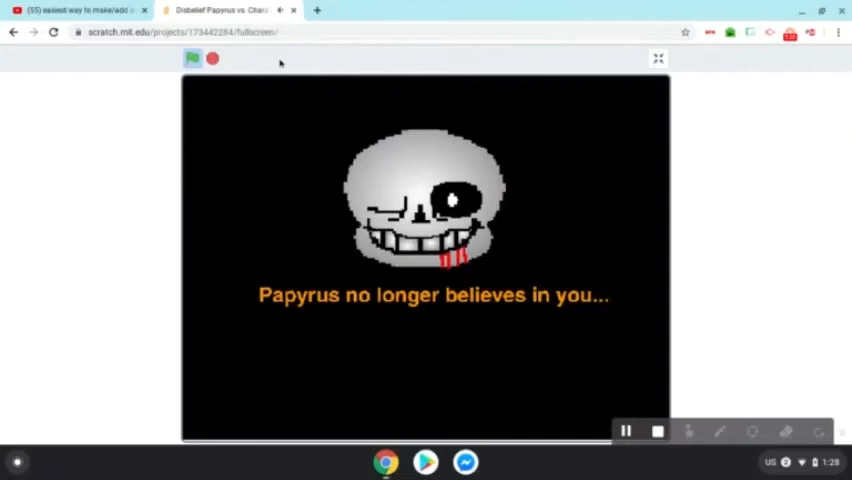 (55) easiest way to make/add a
Disbelief Papyrus vs. Chara
scratch.mit.edu/projects/173442284/fullscreen/
Papyrus no longer believes in you...
US
1:28